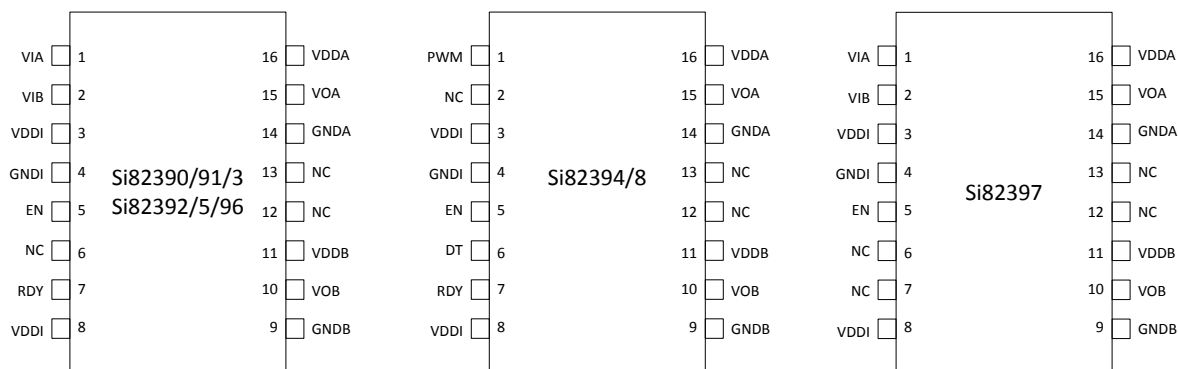 VIA 1 16 VDDA
VIB 2 15 VOA
VDDI 3 14 GNDA
GNDI 4 13 NC
Si82390/91/3
Si82392/5/96
EN 5 12 NC
NC 6 11 VDDB
RDY 7 10 VOB
VDDI 8 9 GNDB
PWM 1 16 VDDA
NC 2 15 VOA
VDDI 3 14 GNDA
GNDI 4 13 NC
Si82394/8
EN 5 12 NC
DT 6 11 VDDB
RDY 7 10 VOB
VDDI 8 9 GNDB
VIA 1 16 VDDA
VIB 2 15 VOA
VDDI 3 14 GNDA
GNDI 4 13 NC
Si82397
EN 5 12 NC
NC 6 11 VDDB
NC 7 10 VOB
VDDI 8 9 GNDB